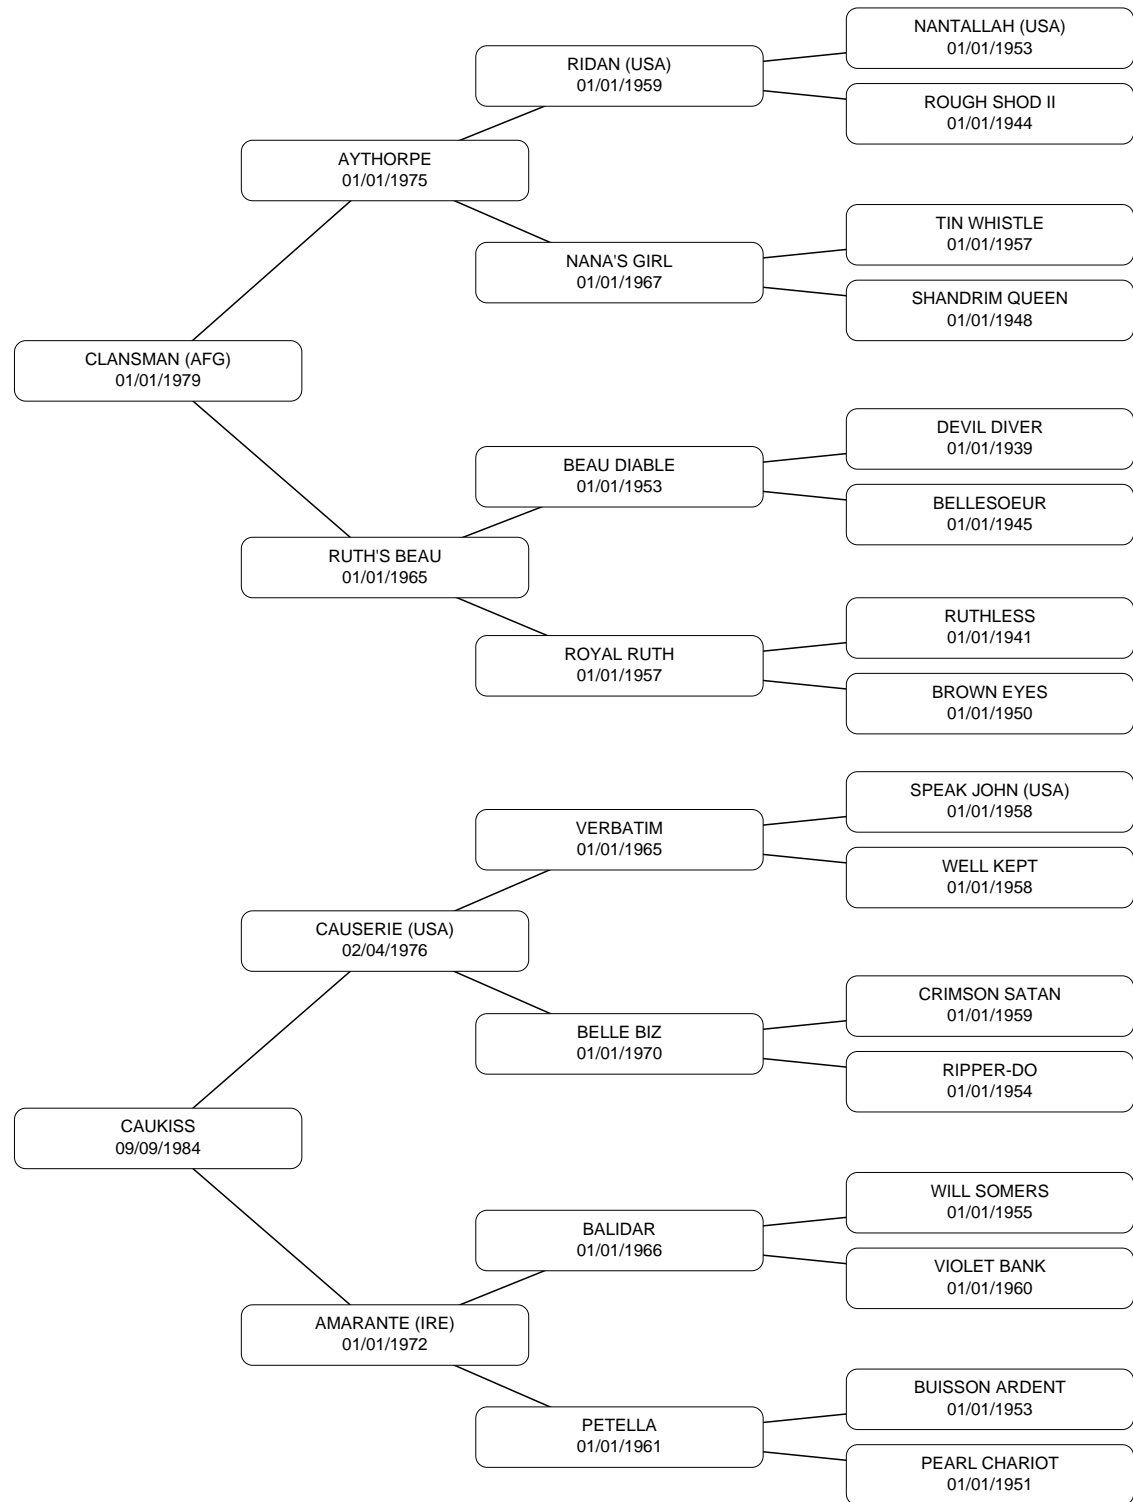 NANTALLAH (USA)
01/01/1953
RIDAN (USA)
01/01/1959
ROUGH SHOD II
01/01/1944
AYTHORPE
01/01/1975
TIN WHISTLE
01/01/1957
NANA'S GIRL
01/01/1967
SHANDRIM QUEEN
01/01/1948
CLANSMAN (AFG)
01/01/1979
DEVIL DIVER
01/01/1939
BEAU DIABLE
01/01/1953
BELLESOEUR
01/01/1945
RUTH'S BEAU
01/01/1965
RUTHLESS
01/01/1941
ROYAL RUTH
01/01/1957
BROWN EYES
01/01/1950
SPEAK JOHN (USA)
01/01/1958
VERBATIM
01/01/1965
WELL KEPT
01/01/1958
CAUSERIE (USA)
02/04/1976
CRIMSON SATAN
01/01/1959
BELLE BIZ
01/01/1970
RIPPER-DO
01/01/1954
CAUKISS
09/09/1984
WILL SOMERS
01/01/1955
BALIDAR
01/01/1966
VIOLET BANK
01/01/1960
AMARANTE (IRE)
01/01/1972
BUISSON ARDENT
01/01/1953
PETELLA
01/01/1961
PEARL CHARIOT
01/01/1951